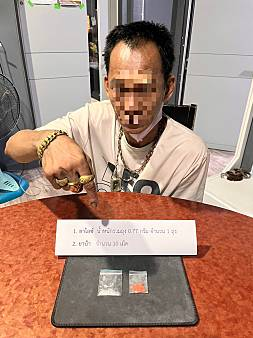 1. ยาไอซ์ น้ำหนักรวมถุง 0.77 กรัม จำนวน 1 ถุง
2. ยาบ้า จำนวน 10 เม็ด